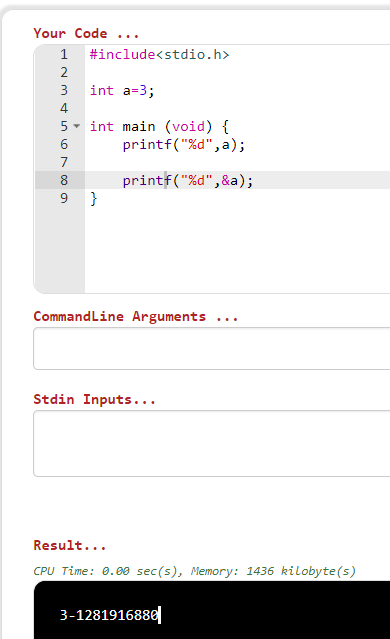 Your Code ...
1 #include<stdio.h>
2
3 int a=3;
4
5 int main (void) {
6 printf("%d",a);
7
8 printf("%d",&a);
9 }
CommandLine Arguments ...
Stdin Inputs...
Result...
CPU Time: 0.00 sec(s), Memory: 1436 kilobyte(s)
3-1281916880